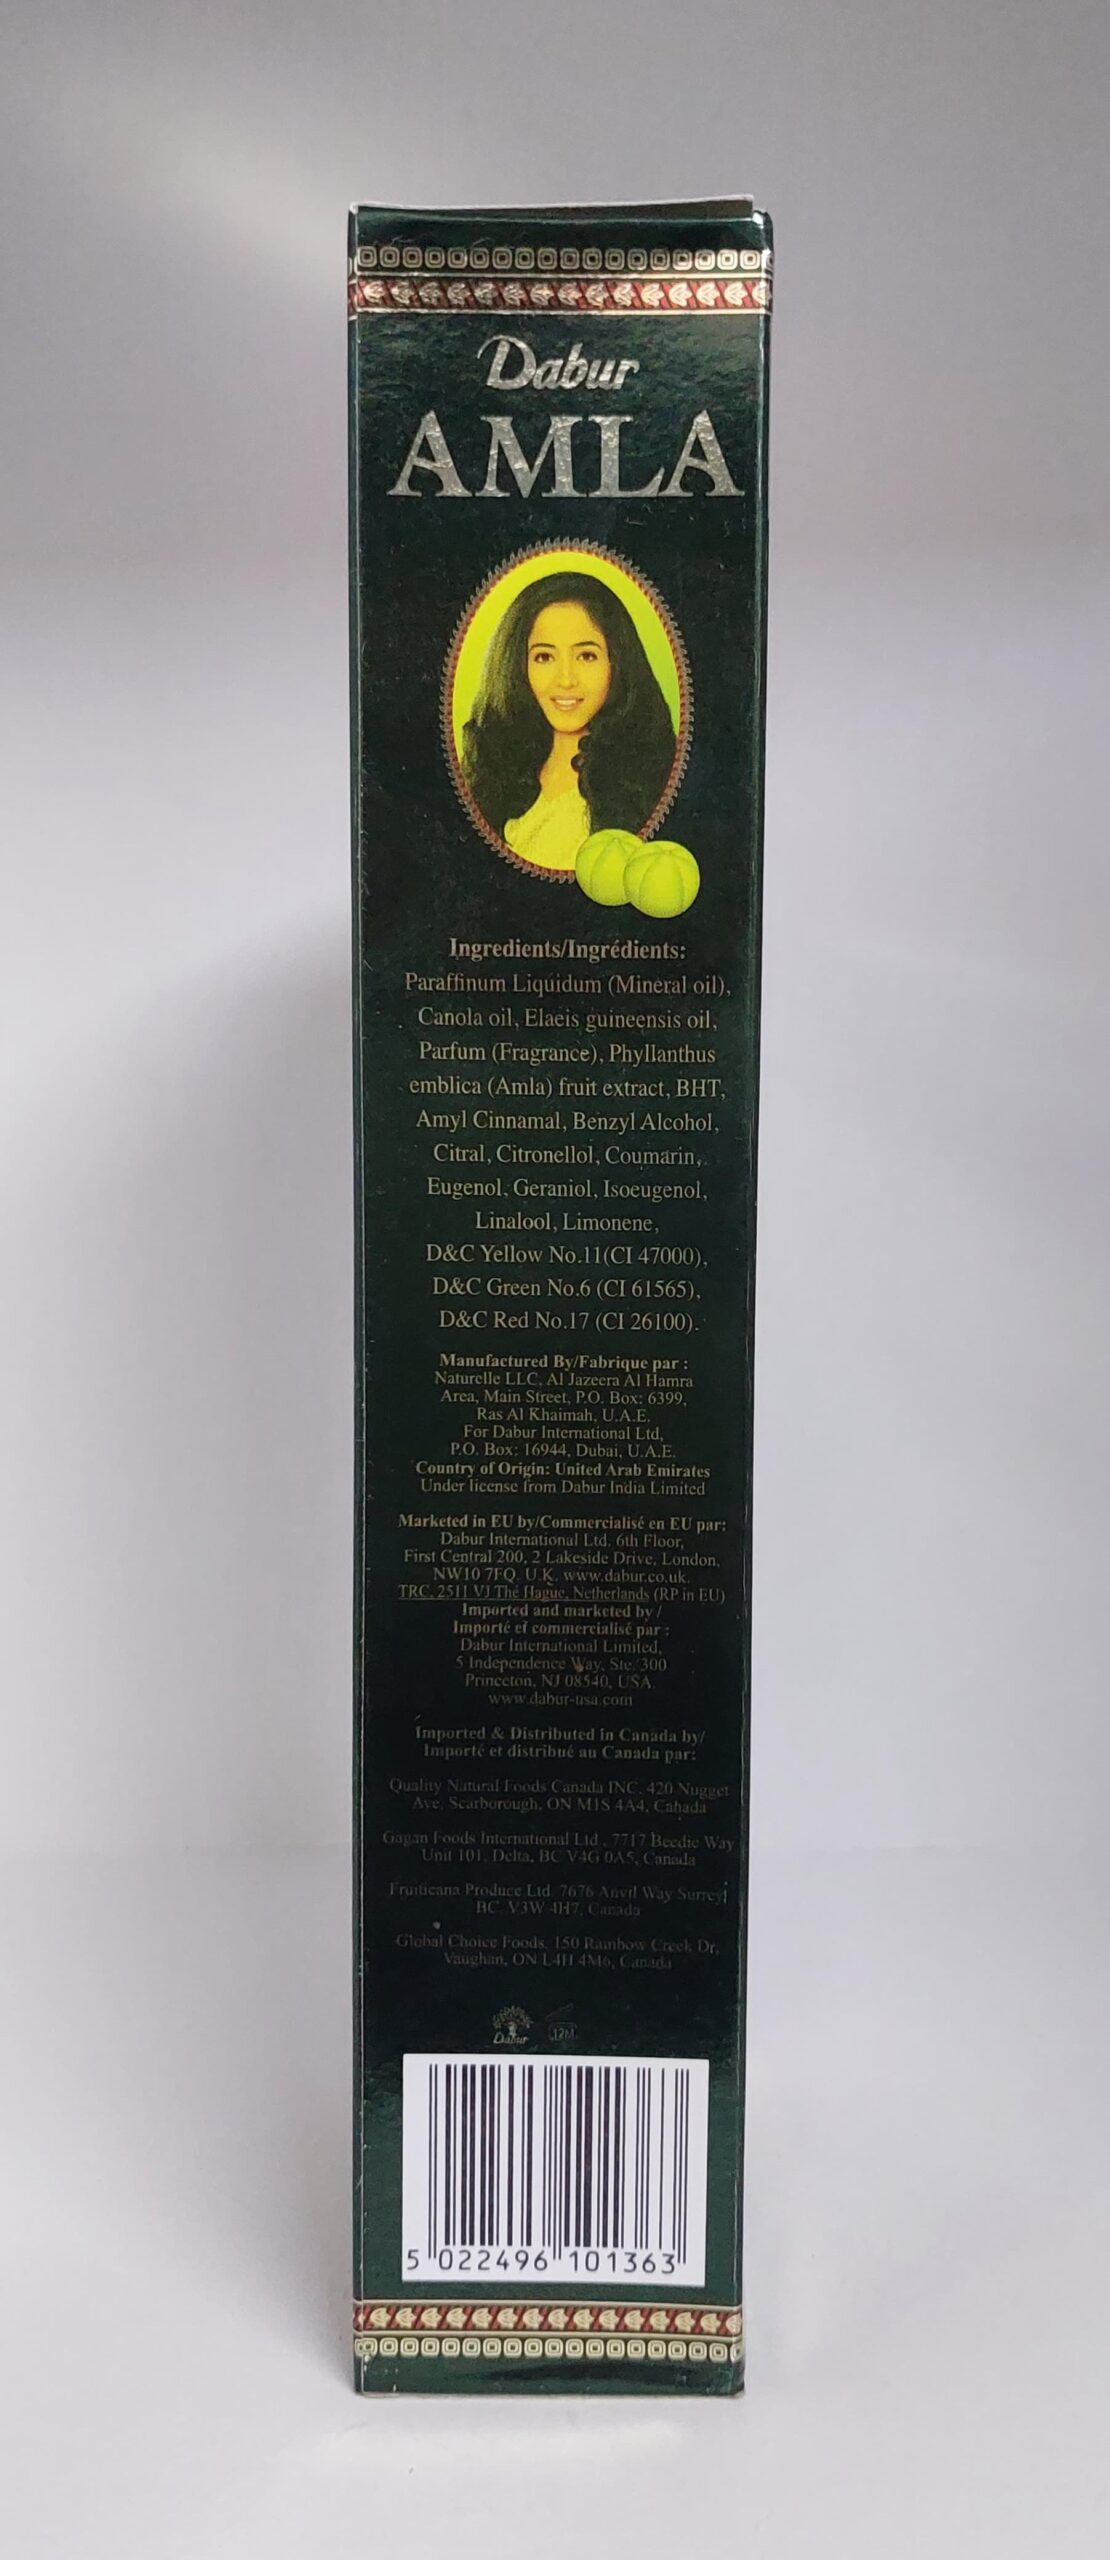 Dabur
AMLA
Ingredients/Ingrédients:
Paraffinum Liquidum (Mineral oil),
Canola oil, Elaeis guineensis oil,
Parfum (Fragrance), Phyllanthus
emblica (Amla) fruit extract, BHT,
Amyl Cinnamal, Benzyl Alcohol,
Citral, Citronellol, Coumarin,
Eugenol, Geraniol, Isoeugenol,
Linalool, Limonene,
D&C Yellow No.11(CI 47000),
D&C Green No.6 (CI 61565),
D&C Red No.17 (CI 26100).
Manufactured By/Fabrique par :
Naturelle LLC, Al Jazeera Al Hamra
Area, Main Street, P.O. Box: 6399,
Ras Al Khaimah, U.A.E.
For Dabur International Ltd,
P.O. Box: 16944, Dubai, U.A.E.
Country of Origin: United Arab Emirates
Under license from Dabur India Limited
Marketed in EU by/Commercialisé en EU par:
Dabur International Ltd. 6th Floor,
First Central 200, 2 Lakeside Drive, London,
NW10 7FQ. U.K. www.dabur.co.uk.
TRC, 2511 VJ The Hague, Netherlands (RP in EU)
Imported and marketed by /
Importé et commercialisé par :
Dabur International Limited,
5 Independence Way, Ste. 300
Princeton, NJ 08540, USA.
www.dabur-usa.com
Imported & Distributed in Canada by/
Importé et distribué au Canada par:
Quality Natural Foods Canada INC. 420 Nugget
Ave, Scarborough, ON M1S 4A4, Canada
Gagan Foods International Ltd., 7717 Beedie Way
Unit 101, Delta, BC V4G 0A5, Canada
Fruiticana Produce Ltd. 7676 Anvil Way Surrey
BC V3W 4H7, Canada
Global Choice Foods, 150 Rainbow Creek Dr,
Vaughan, ON L4H 4M6, Canada
Dabur 12M
5 022496 101363